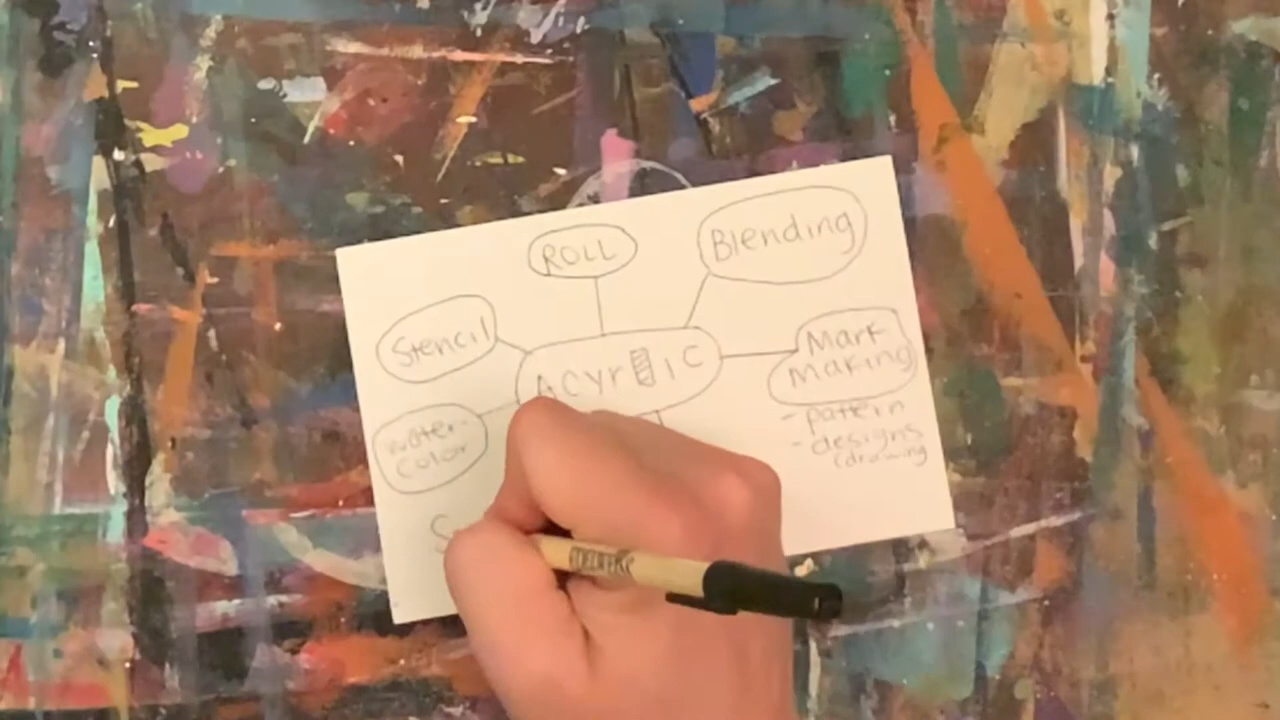 ROLL
Blending
Stencil
ACYRIC
Mark
Making
- pattern
- designs
(drawing
water-
color
S